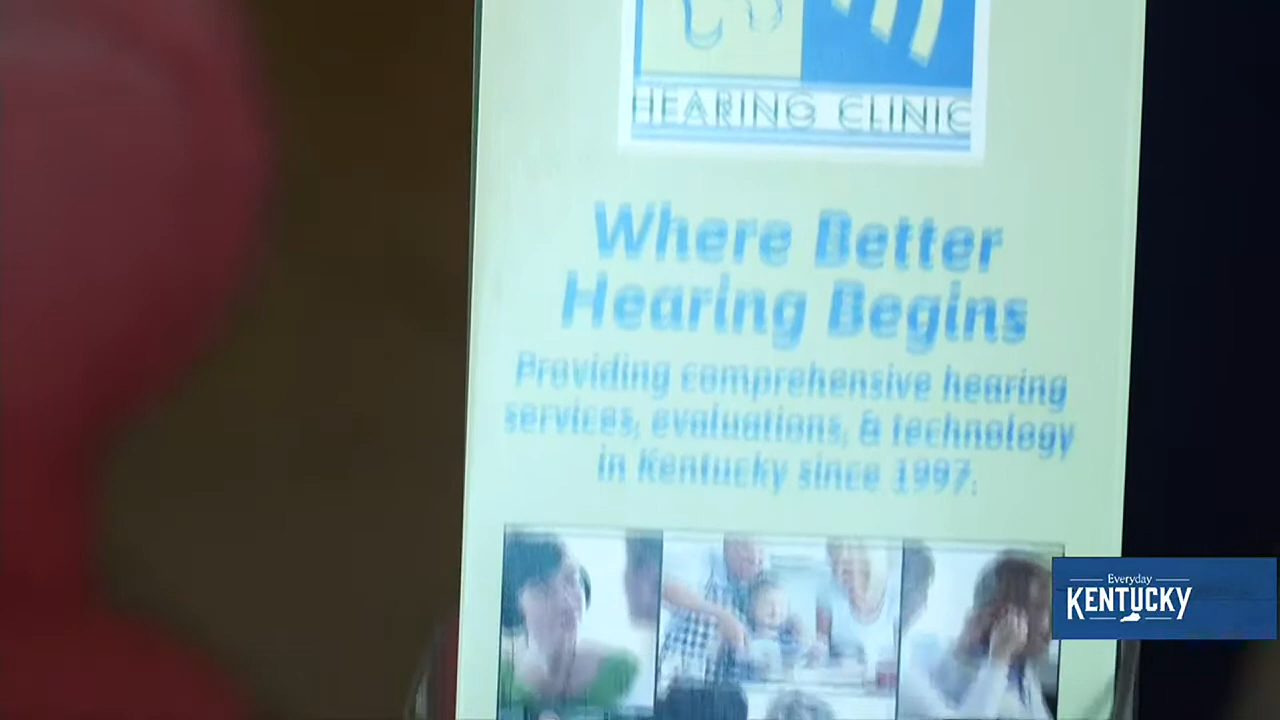 HEARING CLINIC
Where Better
Hearing Begins
Providing comprehensive hearing
services, evaluations, & technology
in Kentucky since 1997.
Everyday
KENTUCKY